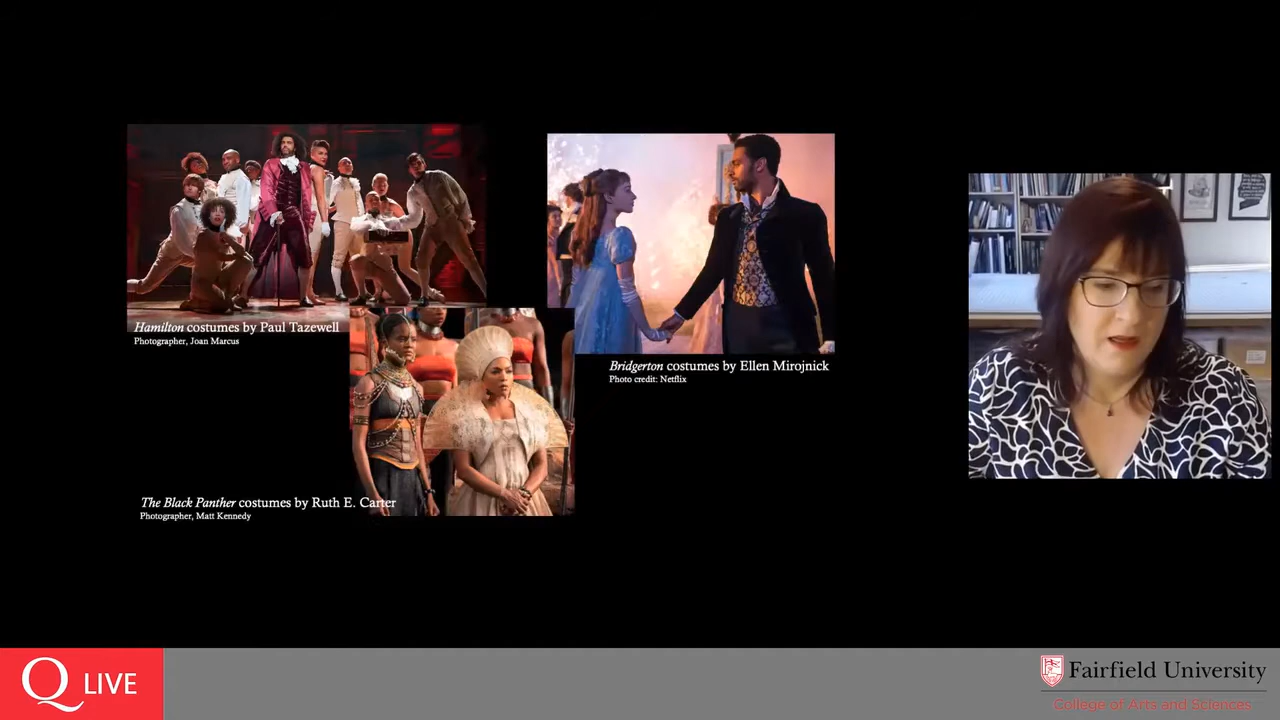 Hamilton costumes by Paul Tazewell
Photographer, Joan Marcus
Bridgerton costumes by Ellen Mirojnick
Photo credit: Netflix
The Black Panther costumes by Ruth E. Carter
Photographer, Matt Kennedy
Q LIVE
Fairfield University
College of Arts and Sciences